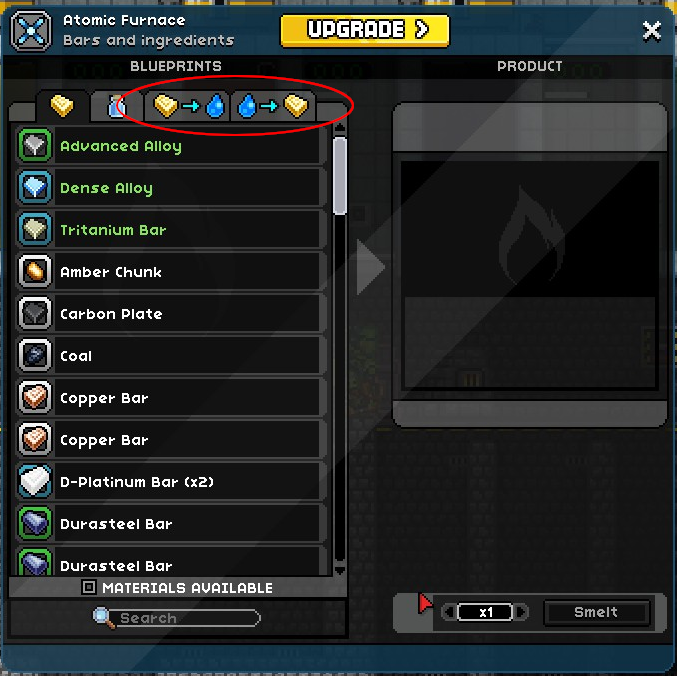 Atomic Furnace
Bars and ingredients
UPGRADE
BLUEPRINTS
PRODUCT
Advanced Alloy
Dense Alloy
Tritanium Bar
Amber Chunk
Carbon Plate
Coal
Copper Bar
Copper Bar
D-Platinum Bar (x2)
Durasteel Bar
Durasteel Bar
MATERIALS AVAILABLE
Search
x1
Smelt